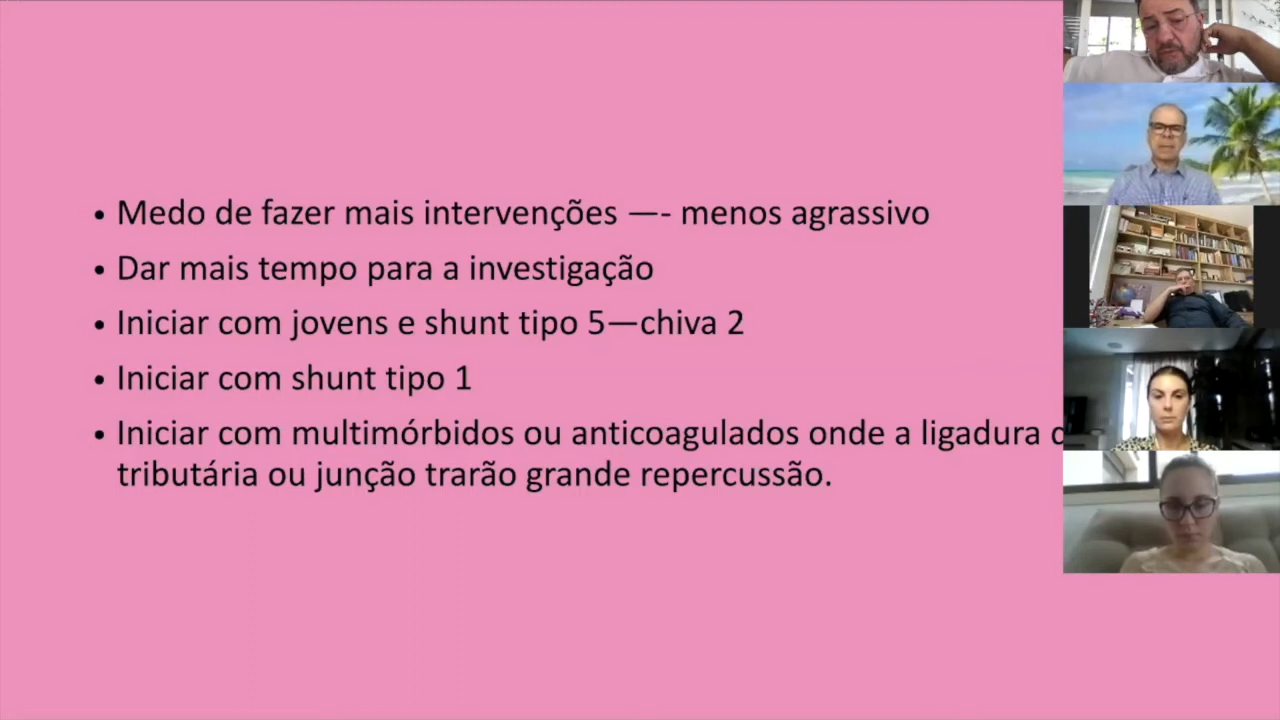 • Medo de fazer mais intervenções —- menos agrassivo
• Dar mais tempo para a investigação
• Iniciar com jovens e shunt tipo 5—chiva 2
• Iniciar com shunt tipo 1
• Iniciar com multimórbidos ou anticoagulados onde a ligadura
tributária ou junção trarão grande repercussão.